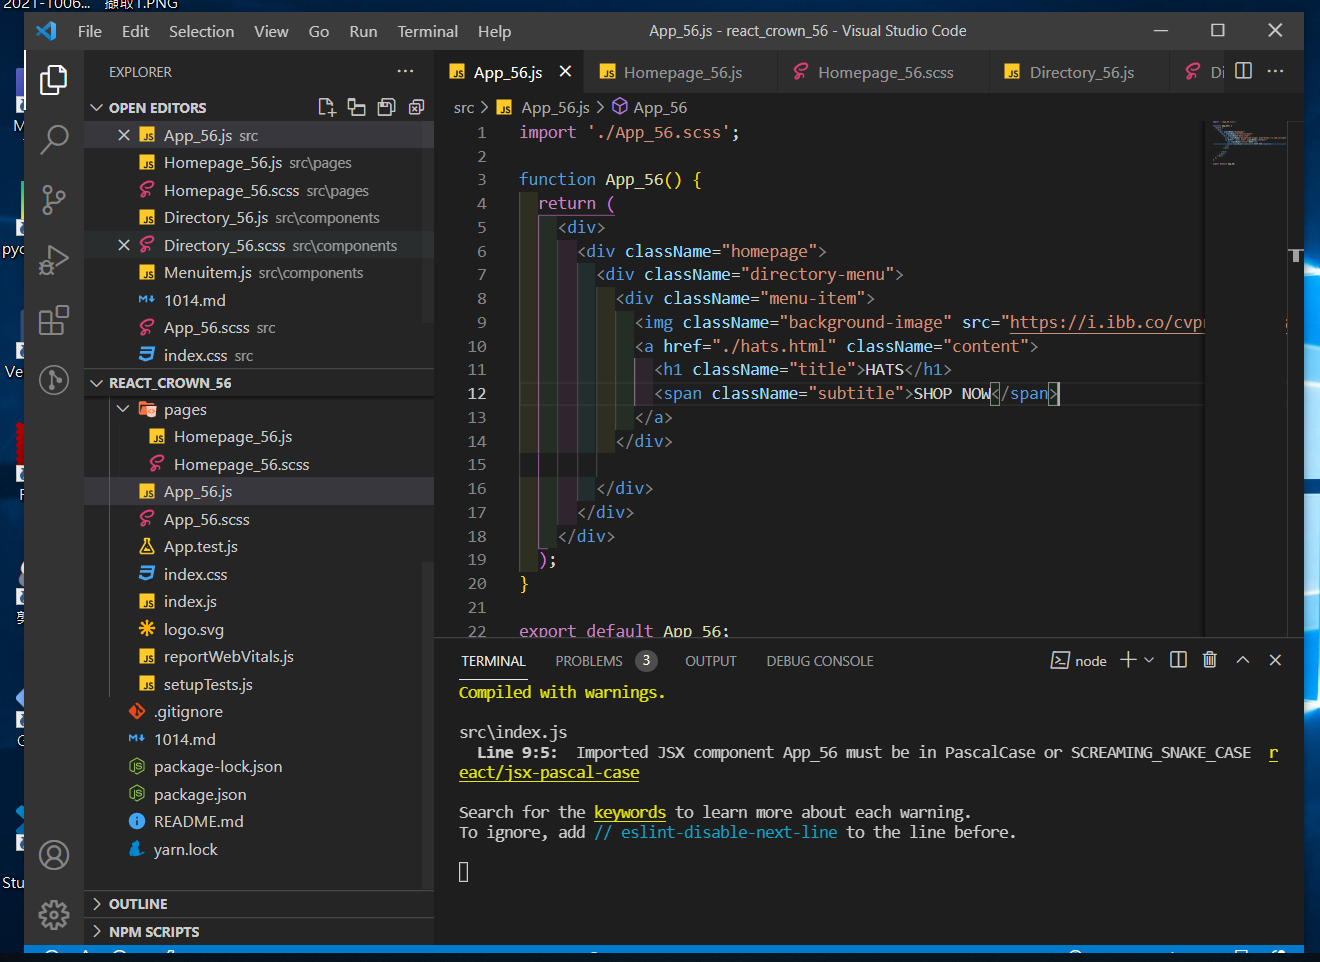 2021-1006... 擷取1.PNG
File Edit Selection View Go Run Terminal Help
App_56.js - react_crown_56 - Visual Studio Code
EXPLORER
OPEN EDITORS
App_56.js src
Homepage_56.js src\pages
Homepage_56.scss src\pages
Directory_56.js src\components
Directory_56.scss src\components
Menuitem.js src\components
1014.md
App_56.scss src
index.css src
REACT_CROWN_56
pages
Homepage_56.js
Homepage_56.scss
App_56.js
App_56.scss
App.test.js
index.css
index.js
logo.svg
reportWebVitals.js
setupTests.js
.gitignore
1014.md
package-lock.json
package.json
README.md
yarn.lock
OUTLINE
NPM SCRIPTS
App_56.js Homepage_56.js Homepage_56.scss Directory_56.js Di
src > App_56.js > App_56
1 import './App_56.scss';
2
3 function App_56() {
4 return (
5 <div>
6 <div className="homepage">
7 <div className="directory-menu">
8 <div className="menu-item">
9 <img className="background-image" src="https://i.ibb.co/cvp
10 <a href="./hats.html" className="content">
11 <h1 className="title">HATS</h1>
12 <span className="subtitle">SHOP NOW</span>
13 </a>
14 </div>
15
16 </div>
17 </div>
18 </div>
19 );
20 }
21
22 export default App_56;
TERMINAL PROBLEMS 3 OUTPUT DEBUG CONSOLE node
Compiled with warnings.
src\index.js
Line 9:5: Imported JSX component App_56 must be in PascalCase or SCREAMING_SNAKE_CASE r
eact/jsx-pascal-case
Search for the keywords to learn more about each warning.
To ignore, add // eslint-disable-next-line to the line before.